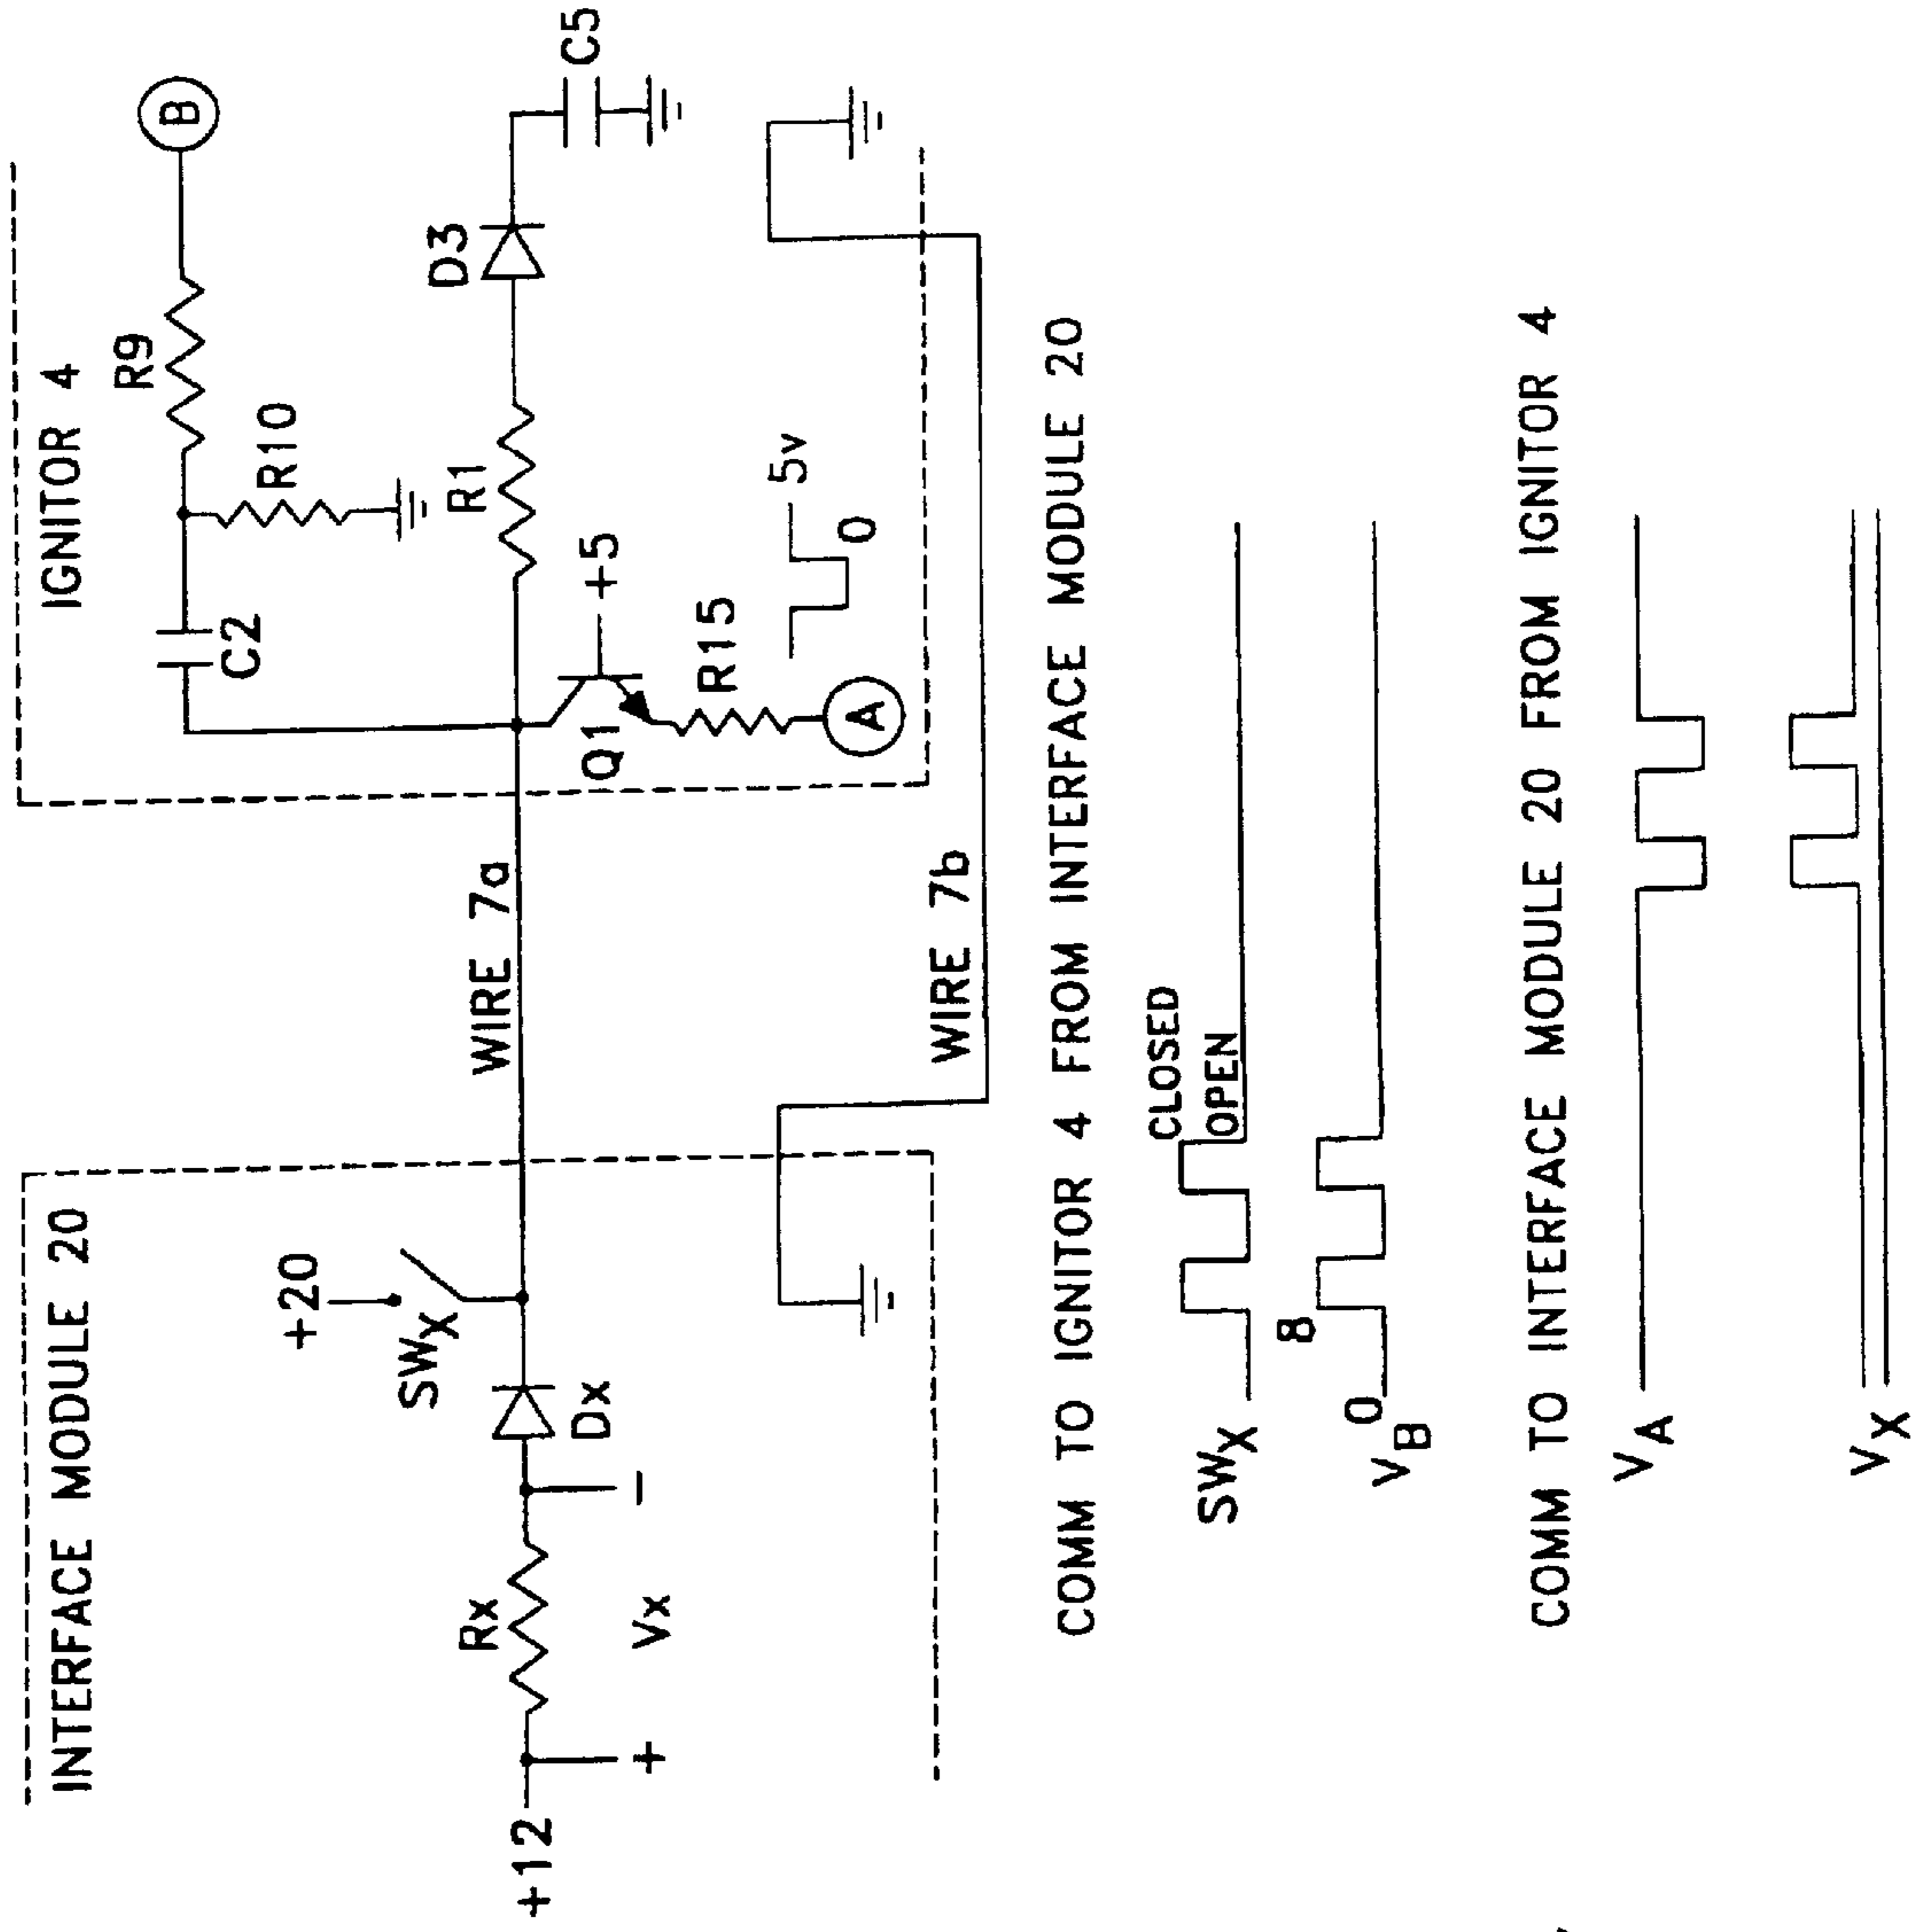 INTERFACE MODULE 20
IGNITOR 4
+20
SWX
+12
Rx
Vx
+
−
Dx
WIRE 7a
WIRE 7b
C2
R10
R9
B
R1
D3
C5
Q1
+5
R15
A
5v
0
COMM TO IGNITOR 4 FROM INTERFACE MODULE 20
SWX
CLOSED
OPEN
8
0
VB
COMM TO INTERFACE MODULE 20 FROM IGNITOR 4
VA
VX